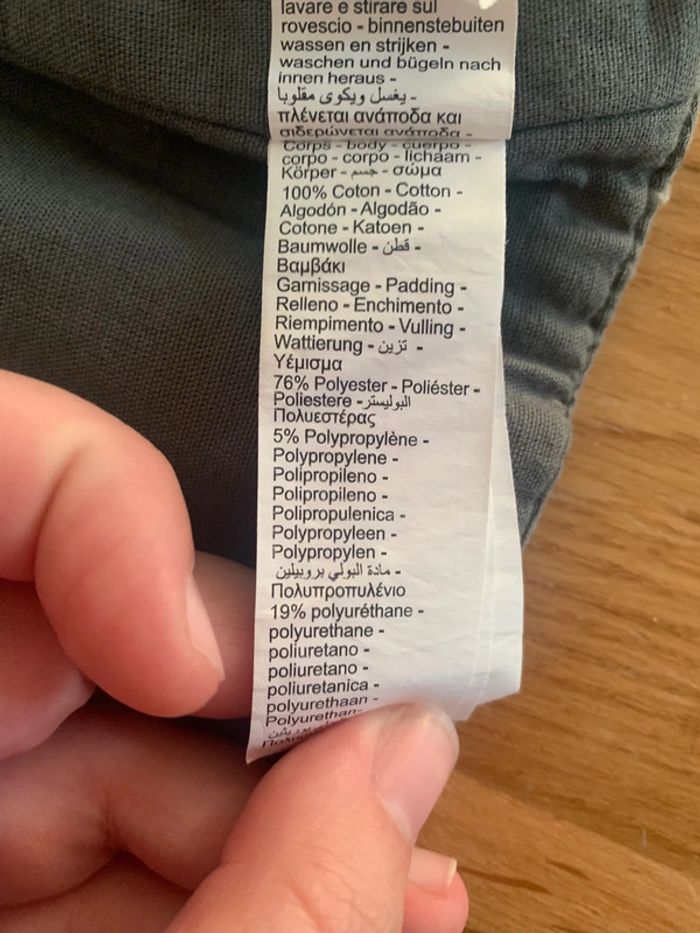 lavare e stirare sul
rovescio - binnenstebuiten
wassen en strijken -
waschen und bügeln nach
innen heraus -
يغسل ويكوى مقلوبا -
πλένεται ανάποδα και
σιδερώνεται ανάποδα -
Corps - body - cuerpo -
corpo - corpo - lichaam -
Körper - جسم - σώμα
100% Coton - Cotton -
Algodón - Algodão -
Cotone - Katoen -
Baumwolle - قطن -
Βαμβάκι
Garnissage - Padding -
Relleno - Enchimento -
Riempimento - Vulling -
Wattierung - تزين -
Υέμισμα
76% Polyester - Poliéster -
Poliestere - البوليستر
Πολυεστέρας
5% Polypropylène -
Polypropylene -
Polipropileno -
Polipropileno -
Polipropulenica -
Polypropyleen -
Polypropylen -
مادة البولي بروبيلين -
Πολυπροπυλένιο
19% polyuréthane -
polyurethane -
poliuretano -
poliuretano -
poliuretanica -
polyurethaan -
Polyurethan-